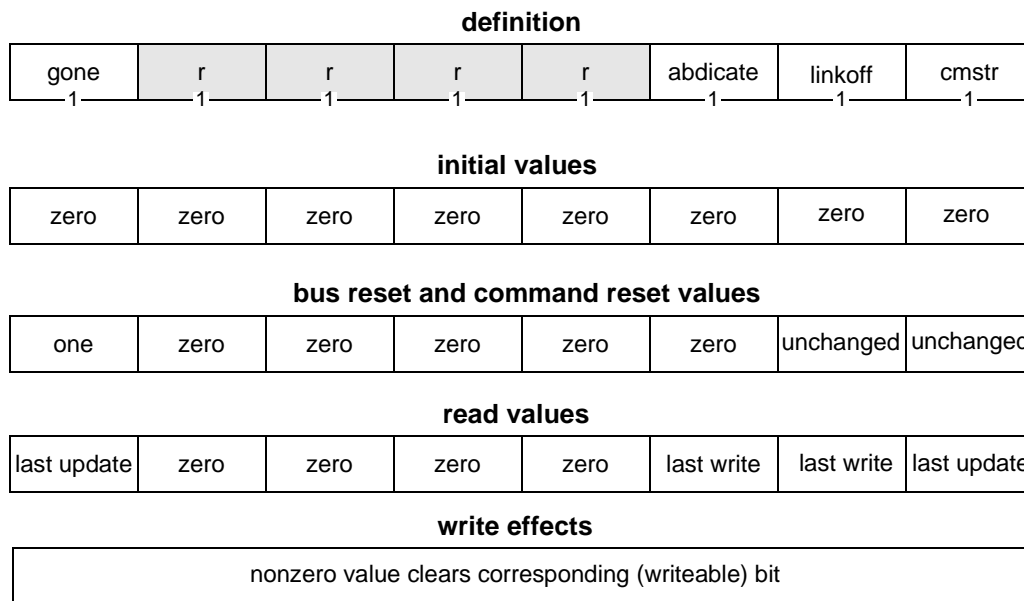 definition
gone r r r r abdicate linkoff cmstr
1 1 1 1 1 1 1 1
initial values
zero zero zero zero zero zero zero zero
bus reset and command reset values
one zero zero zero zero zero unchanged unchanged
read values
last update zero zero zero zero last write last write last update
write effects
nonzero value clears corresponding (writeable) bit